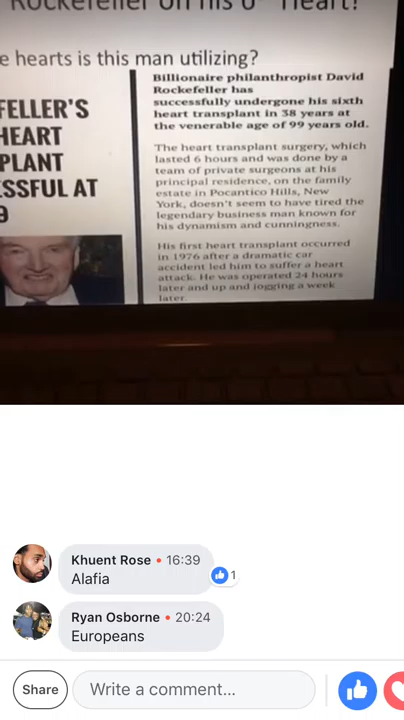 Rockefeller on his 6th Heart!
e hearts is this man utilizing?
FELLER'S
HEART
PLANT
SSFUL AT
9
Billionaire philanthropist David
Rockefeller has
successfully undergone his sixth
heart transplant in 38 years at
the venerable age of 99 years old.
The heart transplant surgery, which
lasted 6 hours and was done by a
team of private surgeons at his
principal residence, on the family
estate in Pocantico Hills, New
York, doesn't seem to have tired the
legendary business man known for
his dynamism and cunningness.
His first heart transplant occurred
in 1976 after a dramatic car
accident led him to suffer a heart
attack. He was operated 24 hours
later and up and jogging a week
later.
Khuent Rose • 16:39
Alafia
1
Ryan Osborne • 20:24
Europeans
Share
Write a comment...